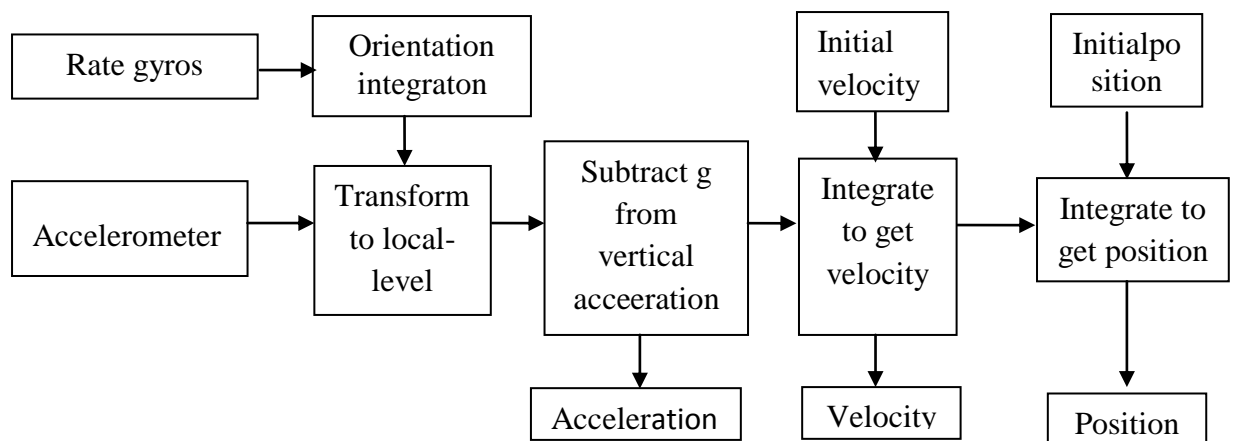 Rate gyros
Orientation
integraton
Initial
velocity
Initialpo
sition
Accelerometer
Transform
to local-
level
Subtract g
from
vertical
acceeration
Integrate
to get
velocity
Integrate to
get position
Acceleration
Velocity
Position